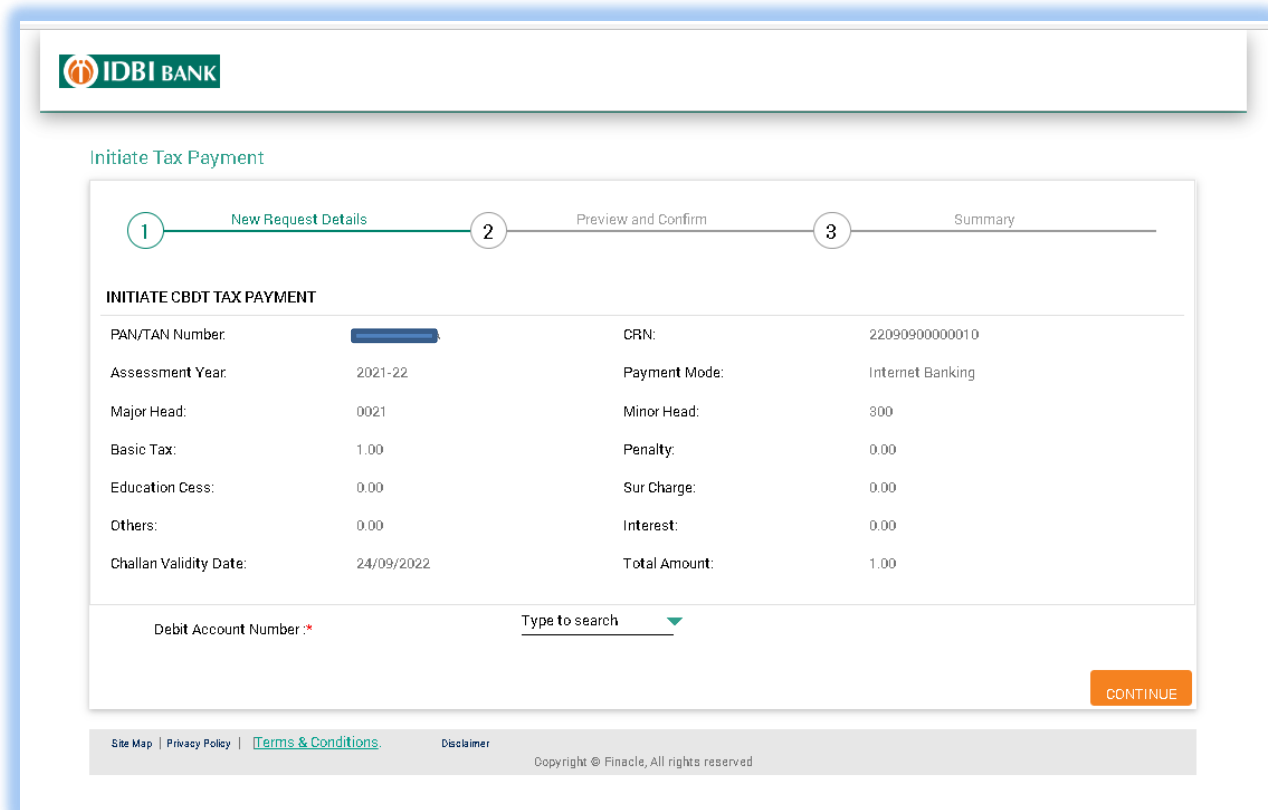 IDBI BANK
Initiate Tax Payment
1 New Request Details 2 Preview and Confirm 3 Summary
INITIATE CBDT TAX PAYMENT
PAN/TAN Number: CRN: 22090900000010
Assessment Year: 2021-22 Payment Mode: Internet Banking
Major Head: 0021 Minor Head: 300
Basic Tax: 1.00 Penalty: 0.00
Education Cess: 0.00 Sur Charge: 0.00
Others: 0.00 Interest: 0.00
Challan Validity Date: 24/09/2022 Total Amount: 1.00
Debit Account Number :* Type to search
CONTINUE
Site Map | Privacy Policy | Terms & Conditions. Disclaimer
Copyright © Finacle, All rights reserved